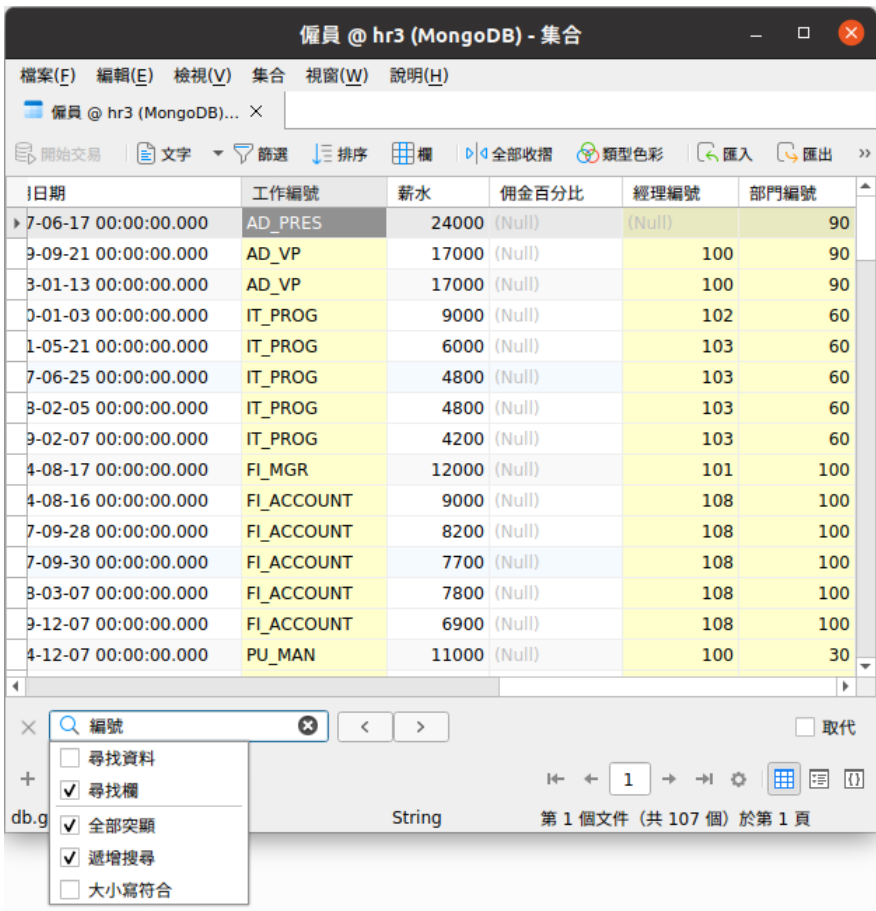 僱員 @ hr3 (MongoDB) - 集合
檔案(F) 編輯(E) 檢視(V) 集合 視窗(W) 說明(H)
僱員 @ hr3 (MongoDB)...
開始交易 文字 篩選 排序 欄 全部收摺 類型色彩 匯入 匯出
日期 工作編號 薪水 佣金百分比 經理編號 部門編號
7-06-17 00:00:00.000 AD_PRES 24000 (Null) (Null) 90
9-09-21 00:00:00.000 AD_VP 17000 (Null) 100 90
3-01-13 00:00:00.000 AD_VP 17000 (Null) 100 90
0-01-03 00:00:00.000 IT_PROG 9000 (Null) 102 60
1-05-21 00:00:00.000 IT_PROG 6000 (Null) 103 60
7-06-25 00:00:00.000 IT_PROG 4800 (Null) 103 60
8-02-05 00:00:00.000 IT_PROG 4800 (Null) 103 60
9-02-07 00:00:00.000 IT_PROG 4200 (Null) 103 60
4-08-17 00:00:00.000 FI_MGR 12000 (Null) 101 100
4-08-16 00:00:00.000 FI_ACCOUNT 9000 (Null) 108 100
7-09-28 00:00:00.000 FI_ACCOUNT 8200 (Null) 108 100
7-09-30 00:00:00.000 FI_ACCOUNT 7700 (Null) 108 100
8-03-07 00:00:00.000 FI_ACCOUNT 7800 (Null) 108 100
9-12-07 00:00:00.000 FI_ACCOUNT 6900 (Null) 108 100
4-12-07 00:00:00.000 PU_MAN 11000 (Null) 100 30
編號 取代
尋找資料
尋找欄
1
全部突顯
db.g String 第 1 個文件（共 107 個）於第 1 頁
遞增搜尋
大小寫符合